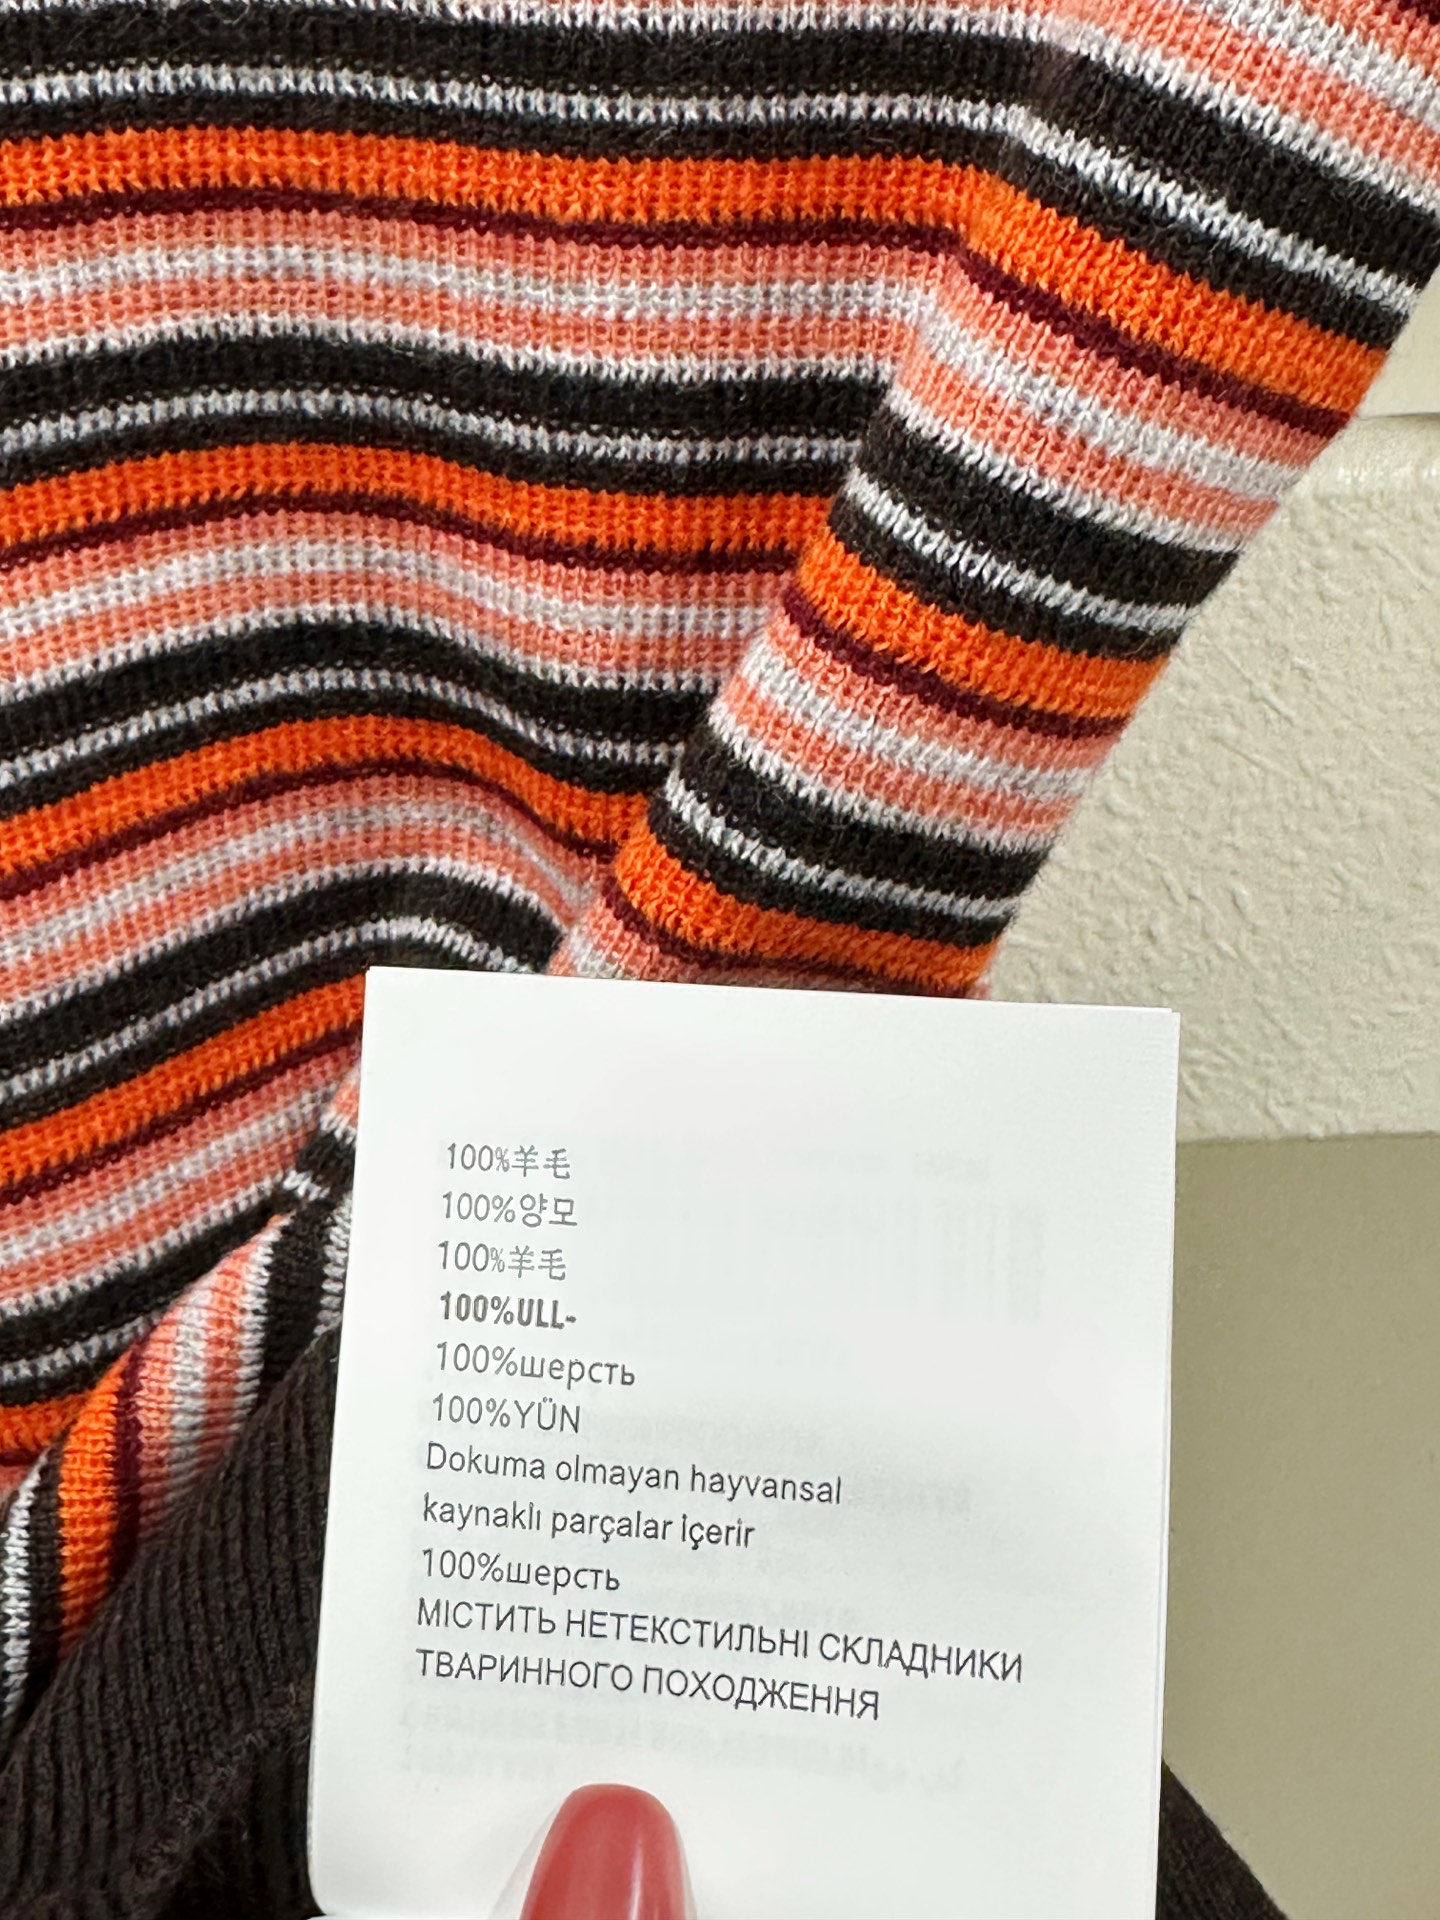 100%羊毛
100%양모
100%羊毛
100%ULL-
100%шерсть
100%YÜN
Dokuma olmayan hayvansal
kaynaklı parçalar içerir
100%шерсть
МІСТИТЬ НЕТЕКСТИЛЬНІ СКЛАДНИКИ
ТВАРИННОГО ПОХОДЖЕННЯ